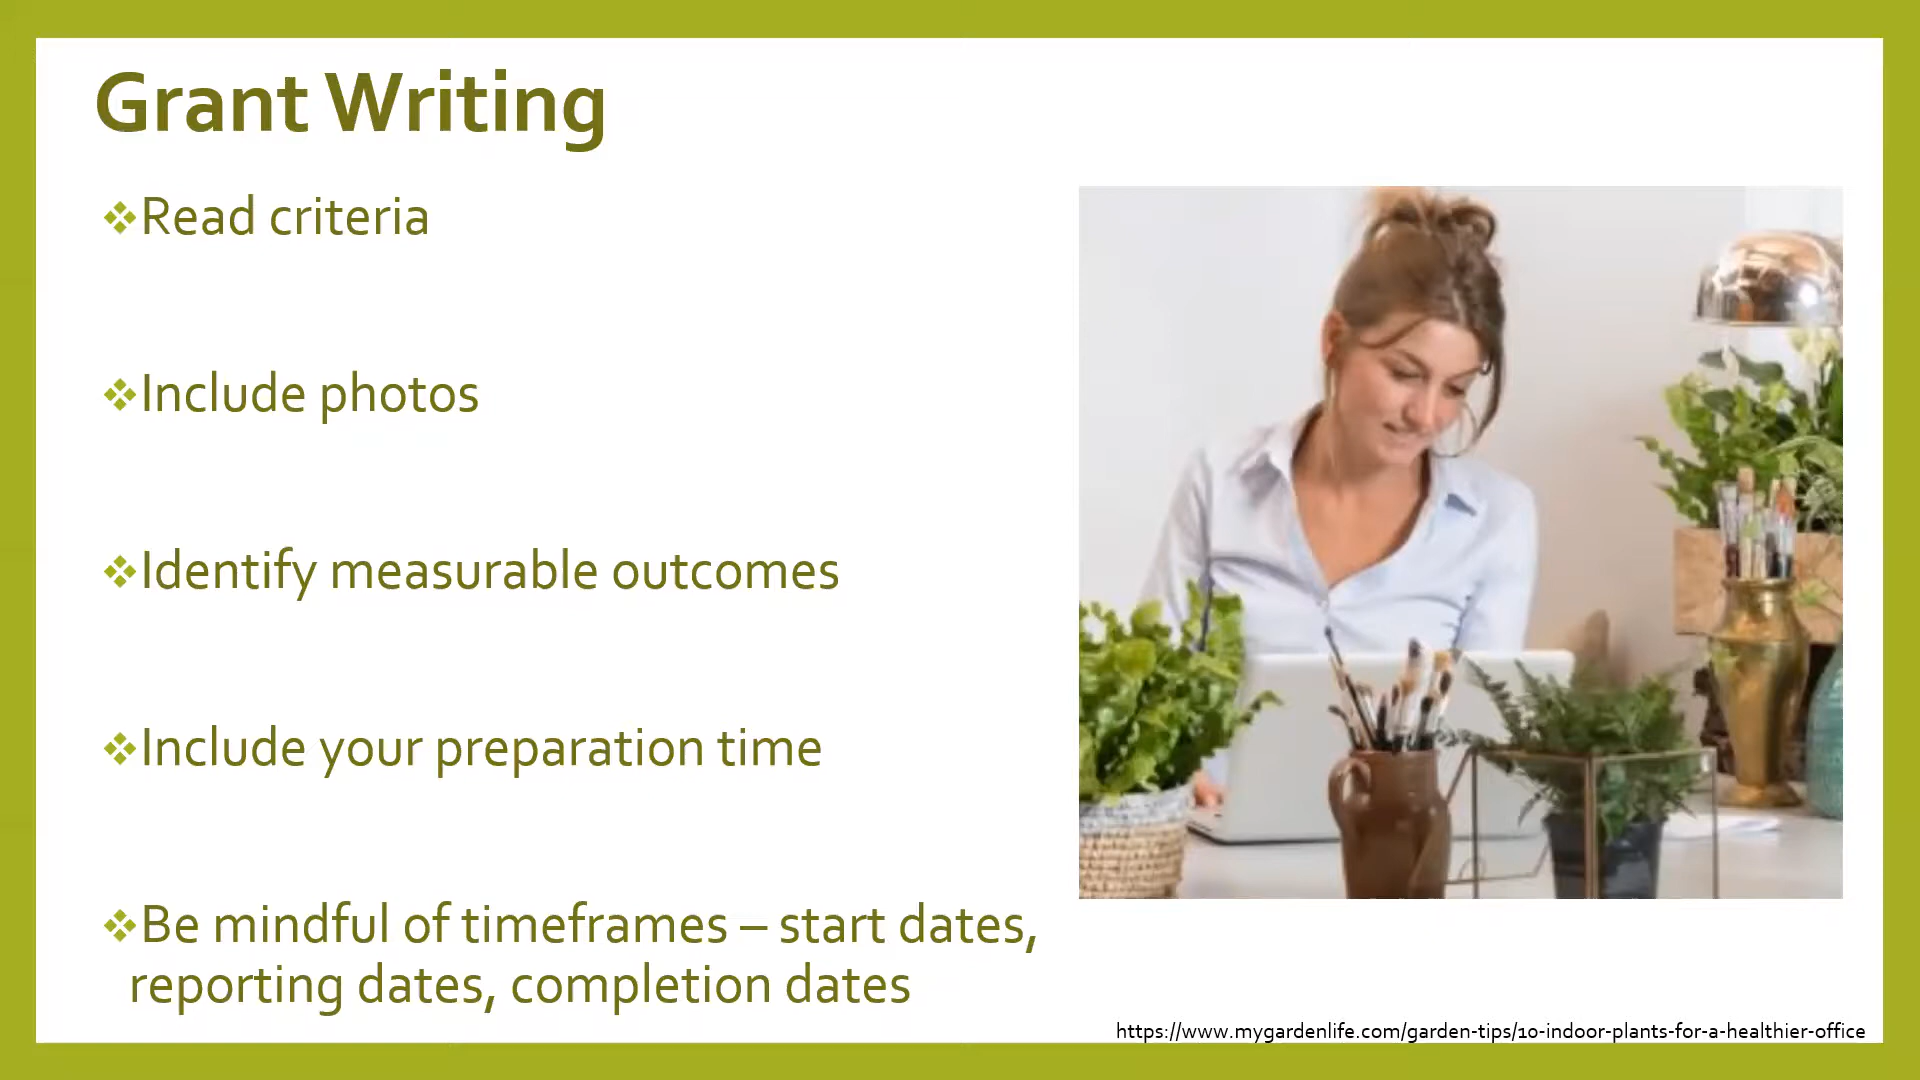 Grant Writing
❖Read criteria
❖Include photos
❖Identify measurable outcomes
❖Include your preparation time
❖Be mindful of timeframes – start dates,
reporting dates, completion dates
https://www.mygardenlife.com/garden-tips/10-indoor-plants-for-a-healthier-office